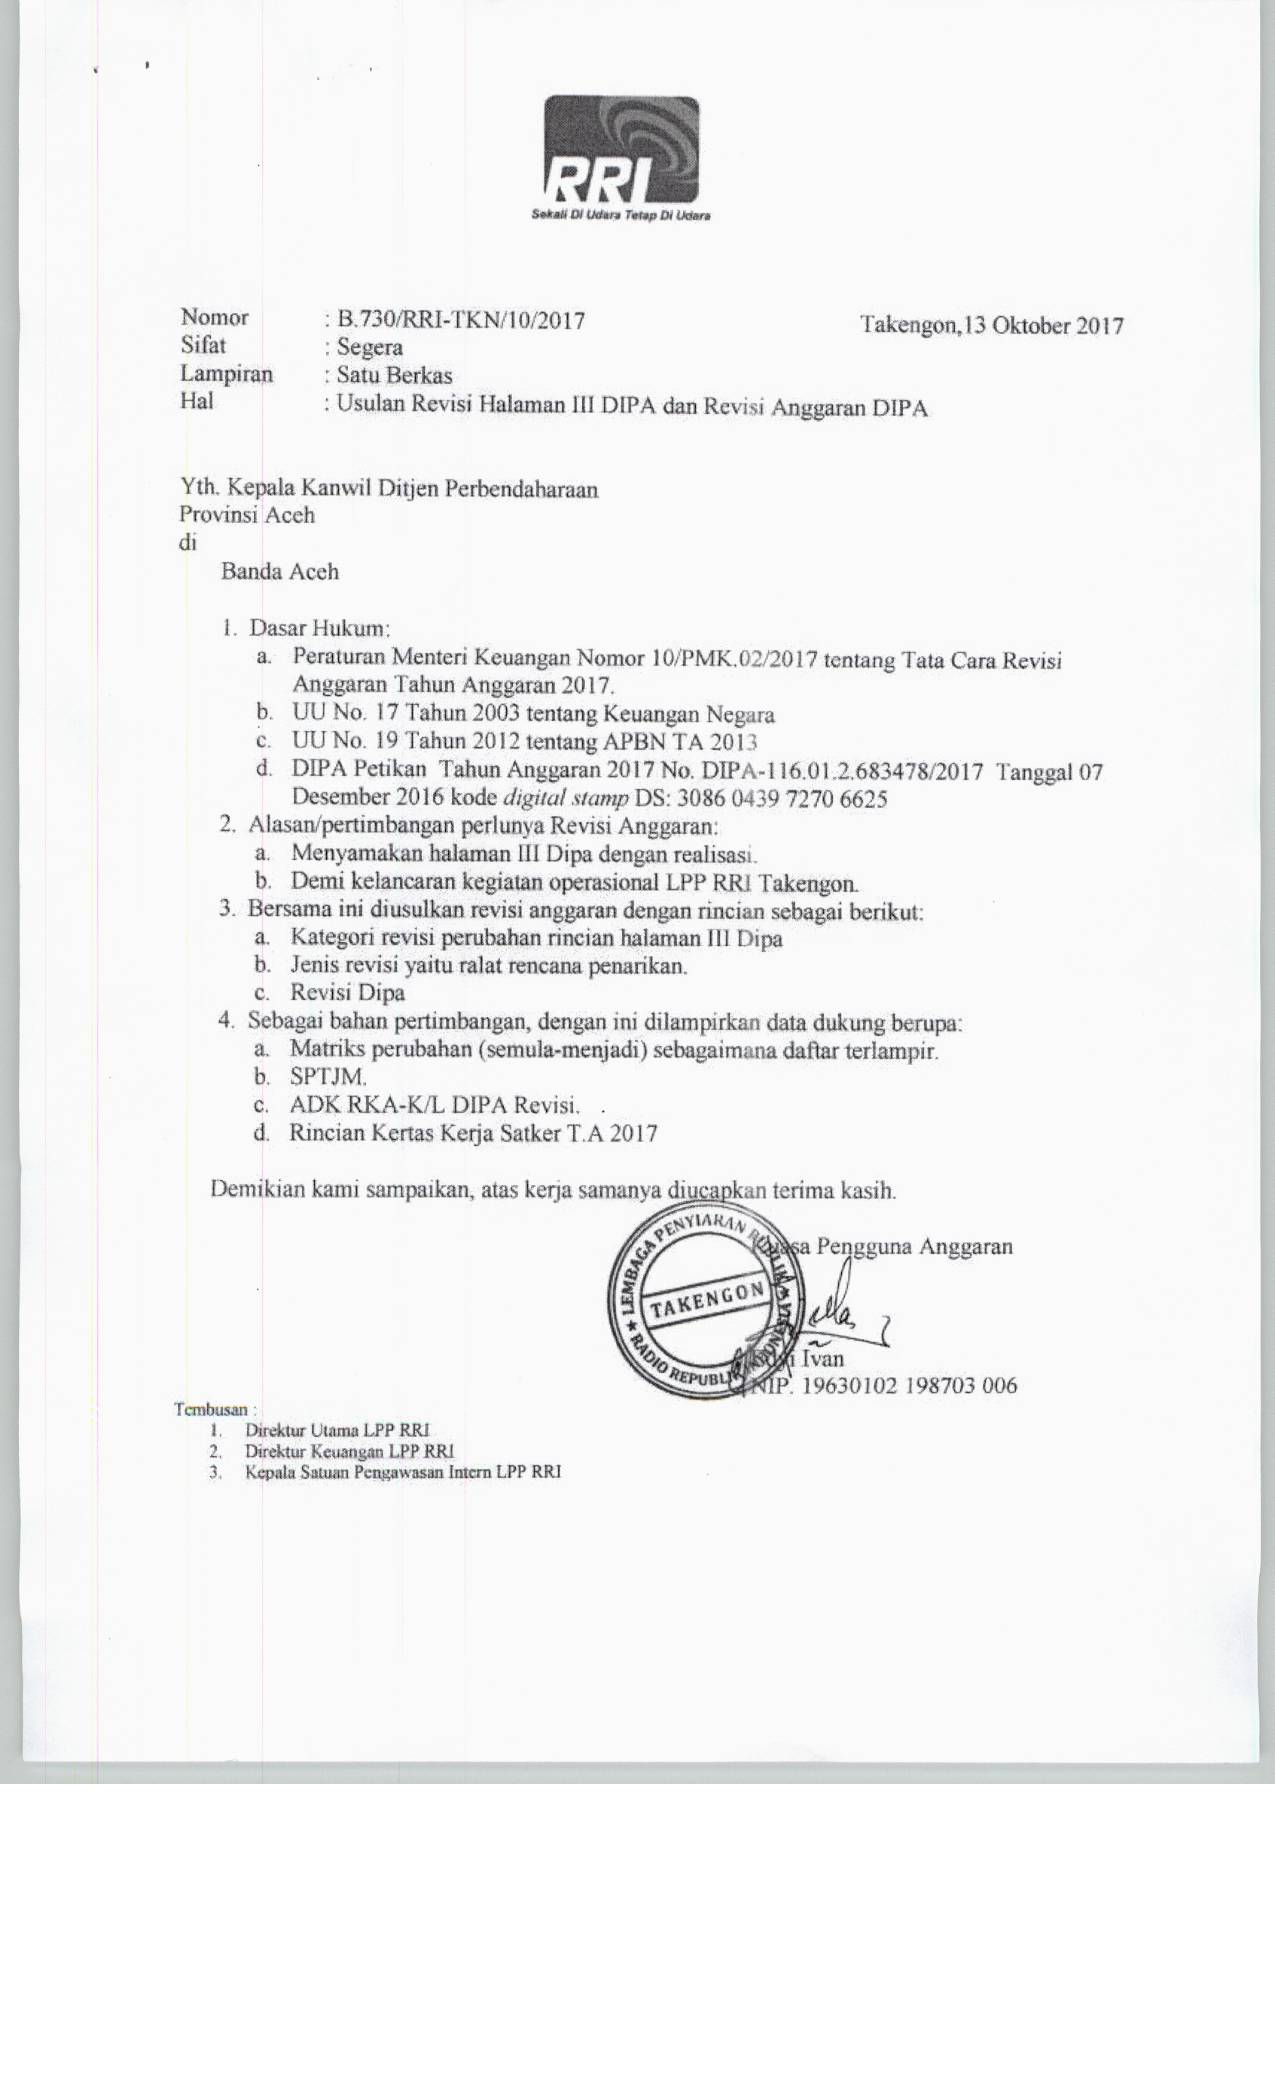 RRI
Sekali Di Udara Tetap Di Udara
Nomor : B.730/RRI-TKN/10/2017 Takengon,13 Oktober 2017
Sifat : Segera
Lampiran : Satu Berkas
Hal : Usulan Revisi Halaman III DIPA dan Revisi Anggaran DIPA
Yth. Kepala Kanwil Ditjen Perbendaharaan
Provinsi Aceh
di
Banda Aceh
1. Dasar Hukum:
a. Peraturan Menteri Keuangan Nomor 10/PMK.02/2017 tentang Tata Cara Revisi
Anggaran Tahun Anggaran 2017.
b. UU No. 17 Tahun 2003 tentang Keuangan Negara
c. UU No. 19 Tahun 2012 tentang APBN TA 2013
d. DIPA Petikan Tahun Anggaran 2017 No. DIPA-116.01.2.683478/2017 Tanggal 07
Desember 2016 kode digital stamp DS: 3086 0439 7270 6625
2. Alasan/pertimbangan perlunya Revisi Anggaran:
a. Menyamakan halaman III Dipa dengan realisasi.
b. Demi kelancaran kegiatan operasional LPP RRI Takengon.
3. Bersama ini diusulkan revisi anggaran dengan rincian sebagai berikut:
a. Kategori revisi perubahan rincian halaman III Dipa
b. Jenis revisi yaitu ralat rencana penarikan.
c. Revisi Dipa
4. Sebagai bahan pertimbangan, dengan ini dilampirkan data dukung berupa:
a. Matriks perubahan (semula-menjadi) sebagaimana daftar terlampir.
b. SPTJM.
c. ADK RKA-K/L DIPA Revisi.
d. Rincian Kertas Kerja Satker T.A 2017
Demikian kami sampaikan, atas kerja samanya diucapkan terima kasih.
Kuasa Pengguna Anggaran
LEMBAGA PENYIARAN PUBLIK
TAKENGON
RADIO REPUBLIK INDONESIA
Ivan
NIP. 19630102 198703 006
Tembusan :
1. Direktur Utama LPP RRI
2. Direktur Keuangan LPP RRI
3. Kepala Satuan Pengawasan Intern LPP RRI